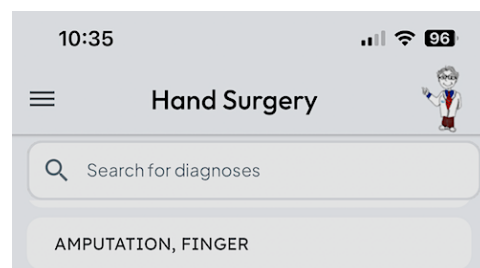 10:35
96
Hand Surgery
Search for diagnoses
AMPUTATION, FINGER